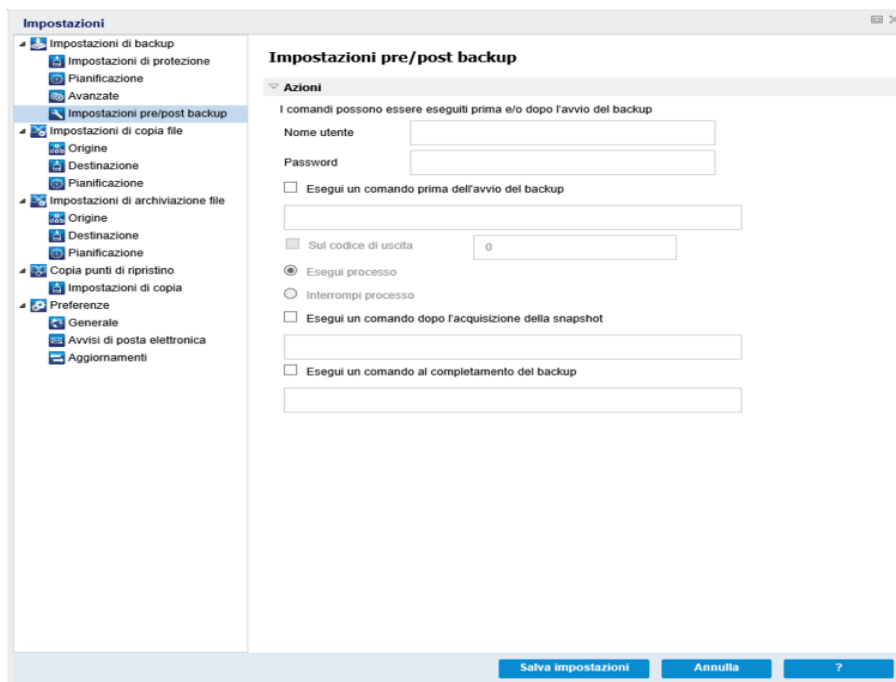 Impostazioni
Impostazioni di backup
Impostazioni di protezione
Pianificazione
Avanzate
Impostazioni pre/post backup
Impostazioni di copia file
Origine
Destinazione
Pianificazione
Impostazioni di archiviazione file
Origine
Destinazione
Pianificazione
Copia punti di ripristino
Impostazioni di copia
Preferenze
Generale
Avvisi di posta elettronica
Aggiornamenti
Impostazioni pre/post backup
Azioni
I comandi possono essere eseguiti prima e/o dopo l'avvio del backup
Nome utente
Password
Esegui un comando prima dell'avvio del backup
Sul codice di uscita 0
Esegui processo
Interrompi processo
Esegui un comando dopo l'acquisizione della snapshot
Esegui un comando al completamento del backup
Salva impostazioni Annulla ?